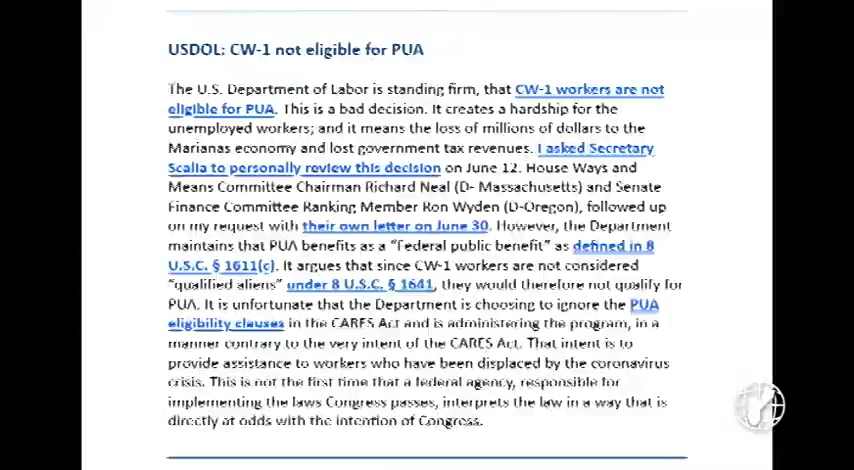 USDOL: CW-1 not eligible for PUA
The U.S. Department of Labor is standing firm, that CW-1 workers are not
eligible for PUA. This is a bad decision. It creates a hardship for the
unemployed workers; and it means the loss of millions of dollars to the
Marianas economy and lost government tax revenues. I asked Secretary
Scalia to personally review this decision on June 12. House Ways and
Means Committee Chairman Richard Neal (D- Massachusetts) and Senate
Finance Committee Ranking Member Ron Wyden (D-Oregon), followed up
on my request with their own letter on June 30. However, the Department
maintains that PUA benefits as a "Federal public benefit" as defined in 8
U.S.C. § 1611(c). It argues that since CW-1 workers are not considered
"qualified aliens" under 8 U.S.C. § 1641, they would therefore not qualify for
PUA. It is unfortunate that the Department is choosing to ignore the PUA
eligibility clauses in the CARES Act and is administering the program, in a
manner contrary to the very intent of the CARES Act. That intent is to
provide assistance to workers who have been displaced by the coronavirus
crisis. This is not the first time that a federal agency, responsible for
implementing the laws Congress passes, interprets the law in a way that is
directly at odds with the intention of Congress.